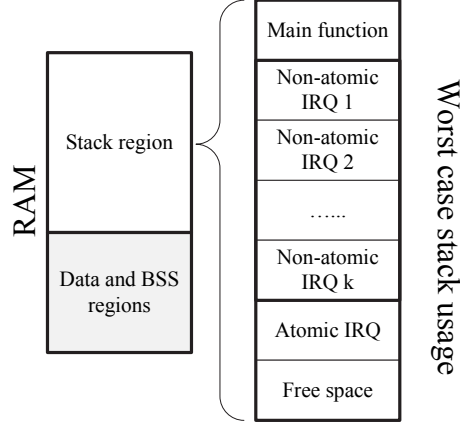 RAM
Stack region
Data and BSS
regions
Main function
Non-atomic
IRQ 1
Non-atomic
IRQ 2
…...
Non-atomic
IRQ k
Atomic IRQ
Free space
Worst case stack usage